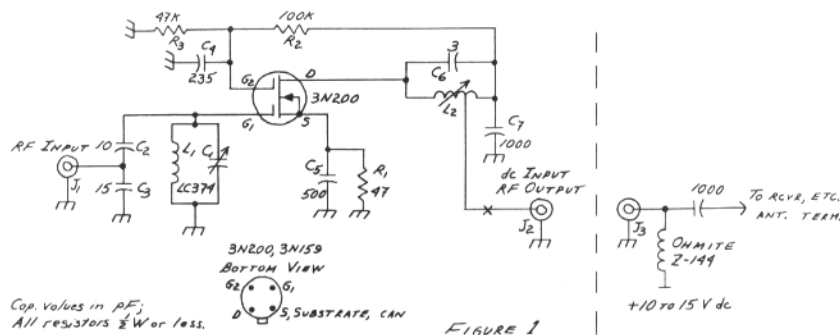 47K
R3
100K
R2
C4
235
G2
D
3N200
G1
S
3
C6
L2
C7
1000
RF INPUT
10
C2
15
C3
J1
L1
C1
LC374
C5
500
R1
47
dc INPUT
RF OUTPUT
J2
1000
TO RCVR, ETC.
ANT. TERM.
J3
OHMITE
Z-144
+10 to 15 V dc
3N200, 3N159
BOTTOM VIEW
G2
G1
D
S, SUBSTRATE, CAN
Cap. values in pF;
All resistors ½W or less.
FIGURE 1